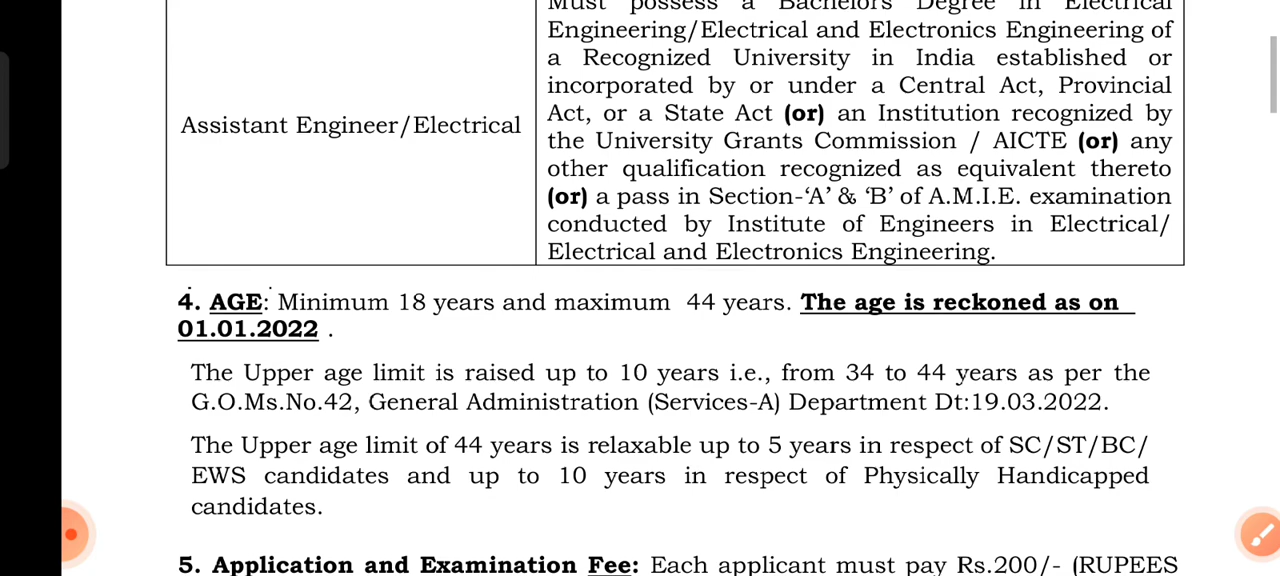 Must possess a Bachelors Degree in Electrical
Engineering/Electrical and Electronics Engineering of
a Recognized University in India established or
incorporated by or under a Central Act, Provincial
Act, or a State Act (or) an Institution recognized by
Assistant Engineer/Electrical
the University Grants Commission / AICTE (or) any
other qualification recognized as equivalent thereto
(or) a pass in Section-‘A’ & ‘B’ of A.M.I.E. examination
conducted by Institute of Engineers in Electrical/
Electrical and Electronics Engineering.
4. AGE: Minimum 18 years and maximum 44 years. The age is reckoned as on
01.01.2022 .
The Upper age limit is raised up to 10 years i.e., from 34 to 44 years as per the
G.O.Ms.No.42, General Administration (Services-A) Department Dt:19.03.2022.
The Upper age limit of 44 years is relaxable up to 5 years in respect of SC/ST/BC/
EWS candidates and up to 10 years in respect of Physically Handicapped
candidates.
5. Application and Examination Fee: Each applicant must pay Rs.200/- (RUPEES